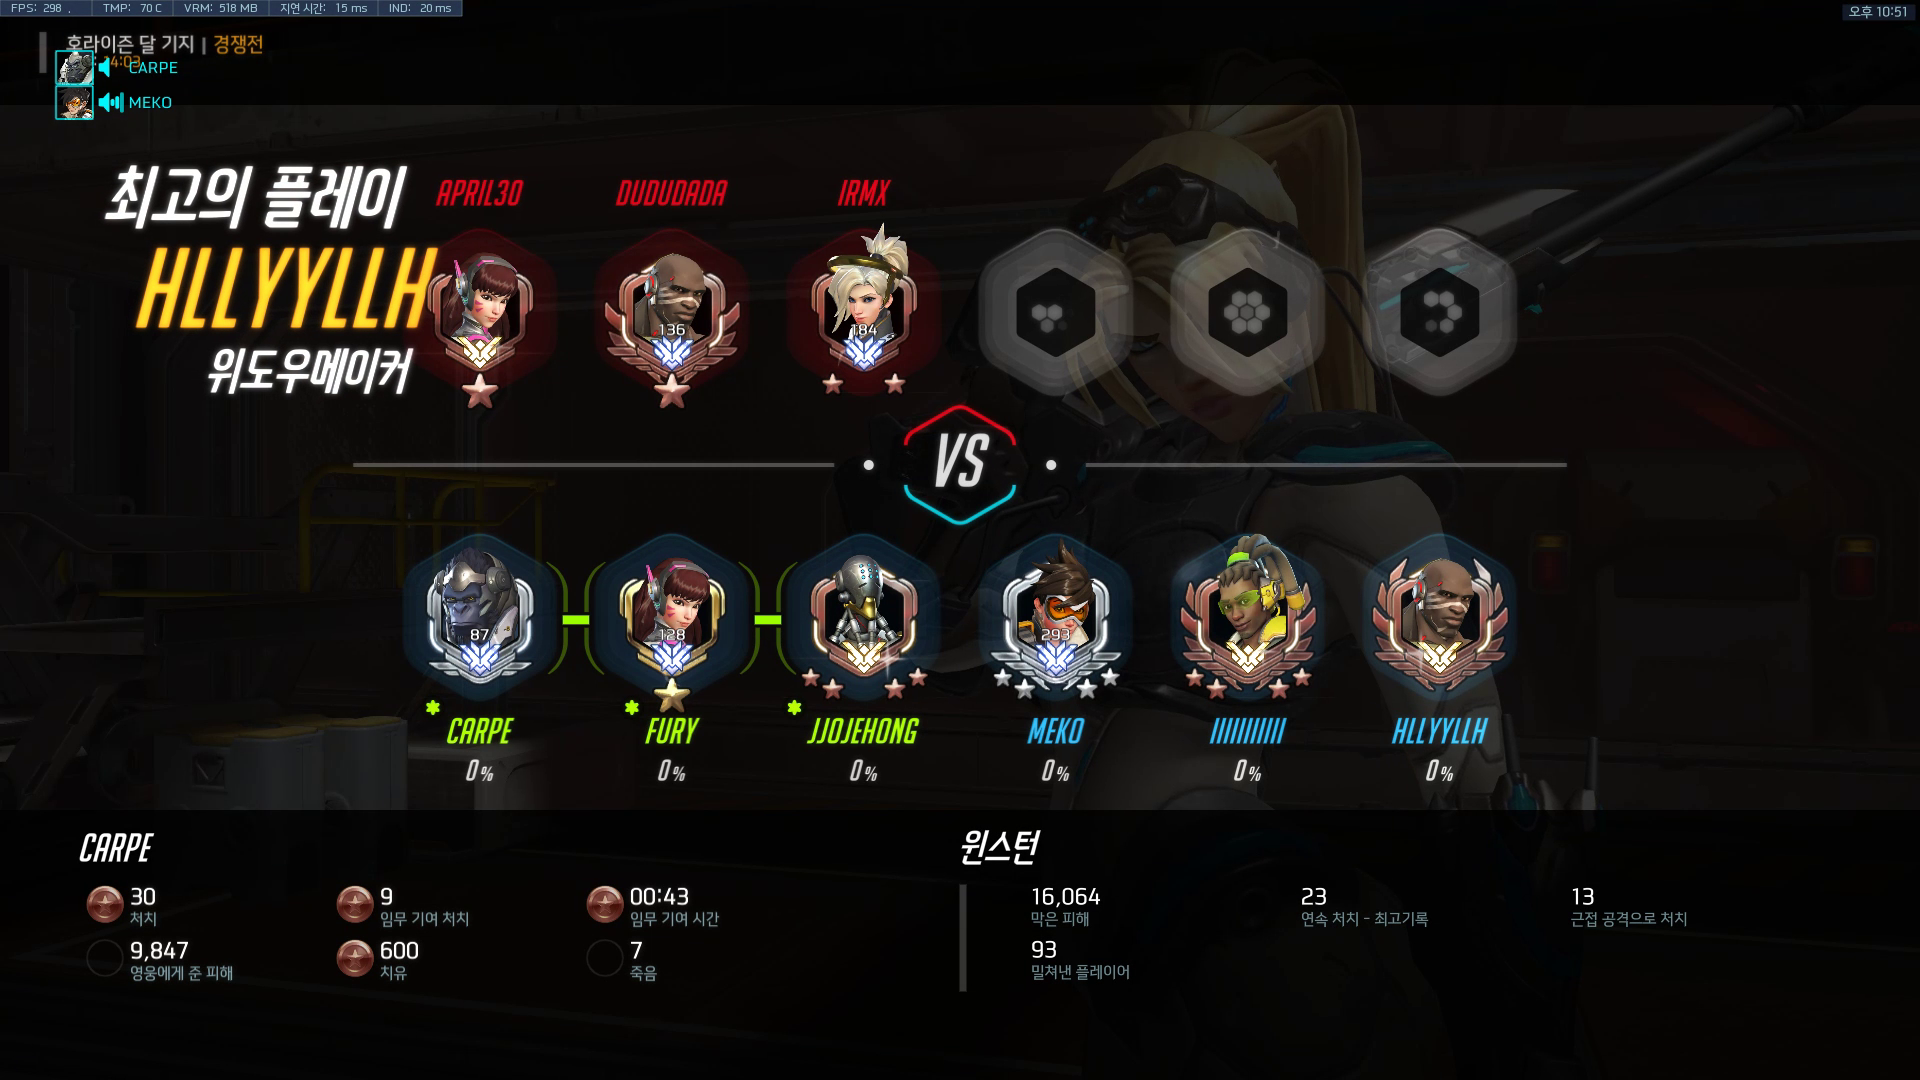 FPS: 298 . TMP: 70 C VRM: 518 MB 지연 시간: 15 ms IND: 20 ms
오후 10:51
호라이즌 달 기지 | 경쟁전
4:03
CARPE
MEKO
최고의 플레이
HLLYYLLH
위도우메이커
APRIL30 DUDUDADA IRMX
136 184
VS
87 128 293
CARPE FURY JJOJEHONG MEKO IIIIIIIIIIII HLLYYLLH
0% 0% 0% 0% 0% 0%
CARPE
30 9 00:43
처치 임무 기여 처치 임무 기여 시간
9,847 600 7
영웅에게 준 피해 치유 죽음
윈스턴
16,064 23 13
막은 피해 연속 처치 - 최고기록 근접 공격으로 처치
93
밀쳐낸 플레이어